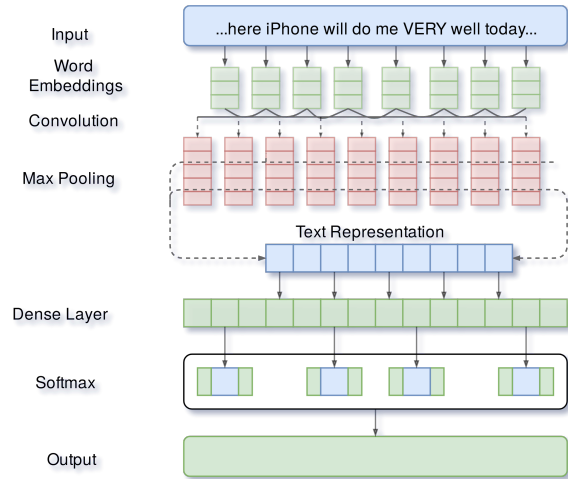 Input
...here iPhone will do me VERY well today...
Word
Embeddings
Convolution
Max Pooling
Text Representation
Dense Layer
Softmax
Output